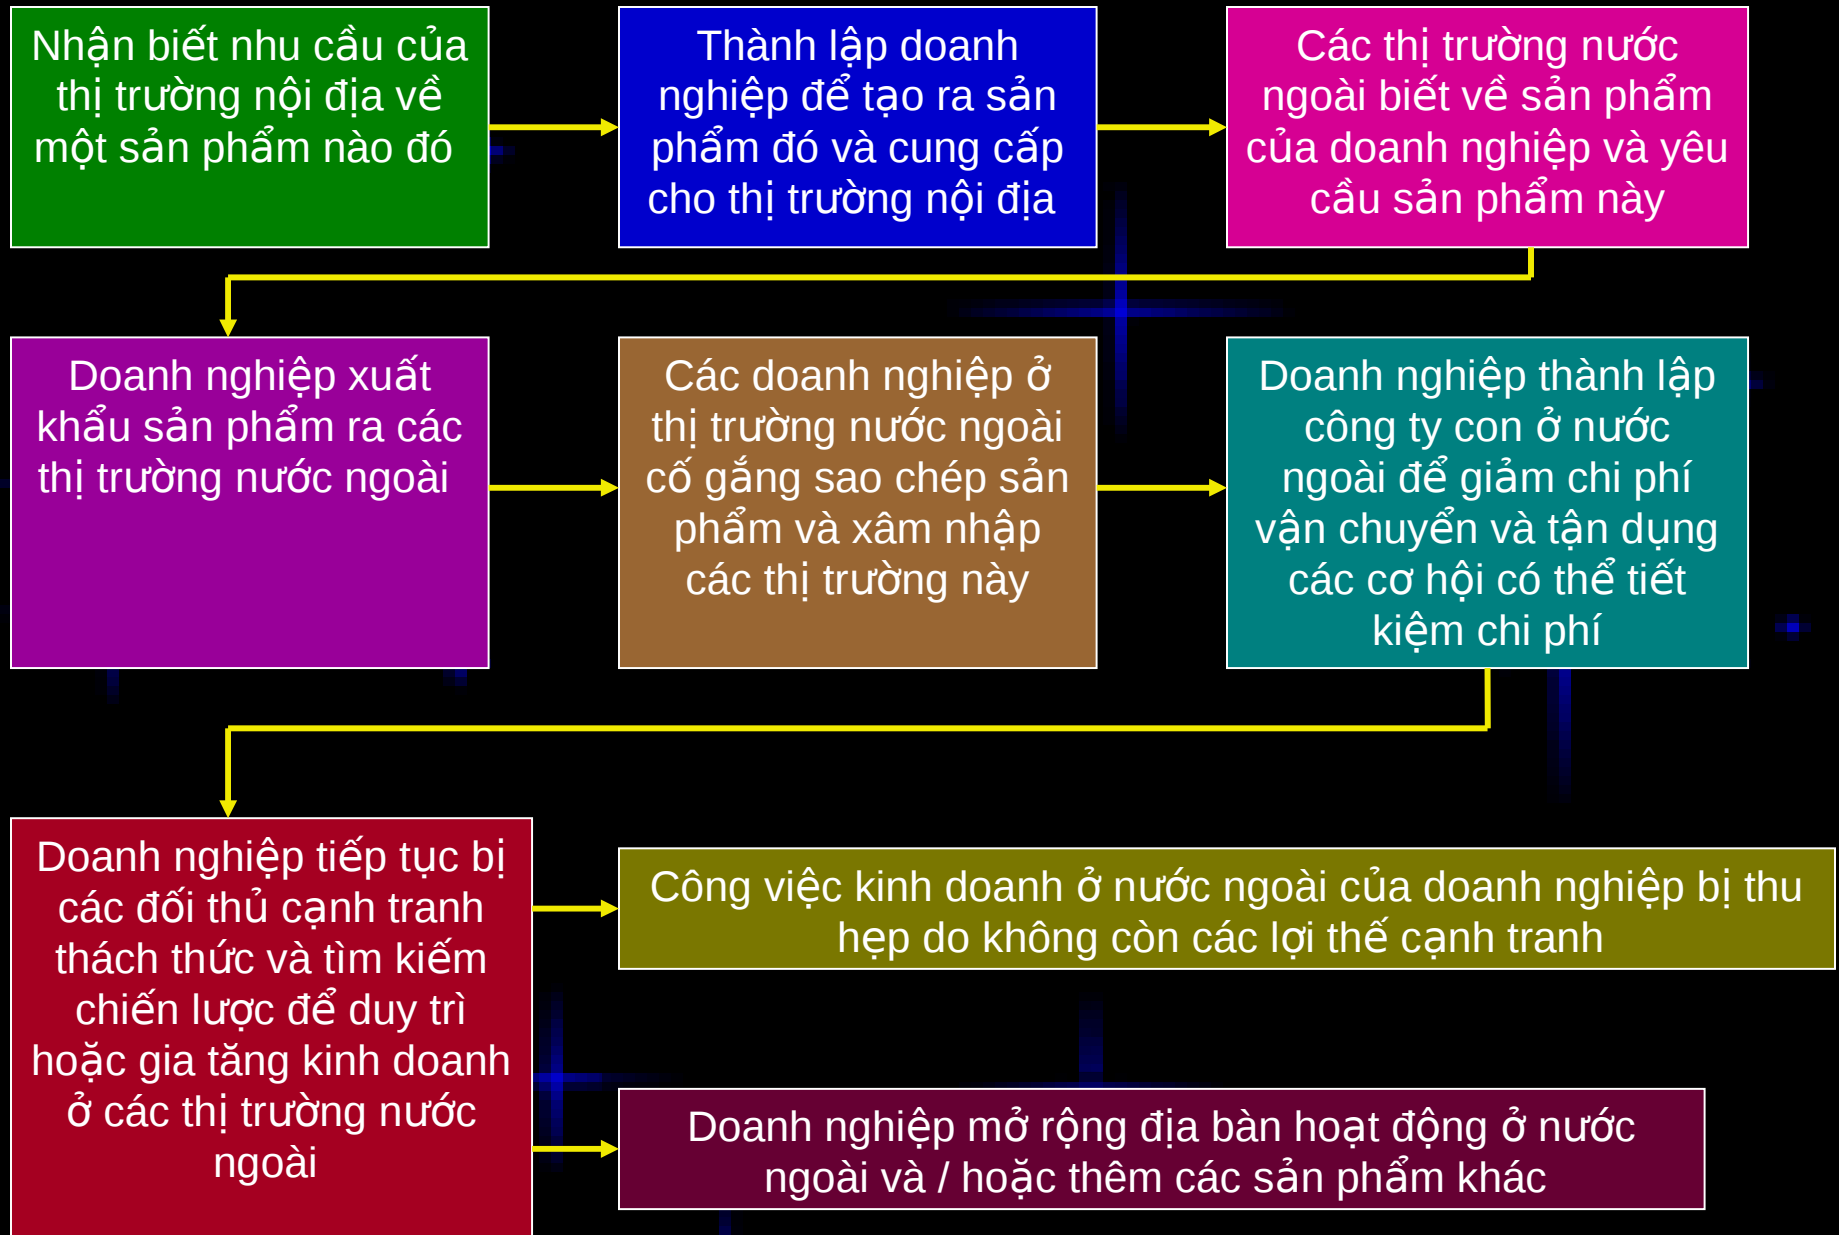 Nhận biết nhu cầu của
thị trường nội địa về
một sản phẩm nào đó
Thành lập doanh
nghiệp để tạo ra sản
phẩm đó và cung cấp
cho thị trường nội địa
Các thị trường nước
ngoài biết về sản phẩm
của doanh nghiệp và yêu
cầu sản phẩm này
Doanh nghiệp xuất
khẩu sản phẩm ra các
thị trường nước ngoài
Các doanh nghiệp ở
thị trường nước ngoài
cố gắng sao chép sản
phẩm và xâm nhập
các thị trường này
Doanh nghiệp thành lập
công ty con ở nước
ngoài để giảm chi phí
vận chuyển và tận dụng
các cơ hội có thể tiết
kiệm chi phí
Doanh nghiệp tiếp tục bị
các đối thủ cạnh tranh
thách thức và tìm kiếm
chiến lược để duy trì
hoặc gia tăng kinh doanh
ở các thị trường nước
ngoài
Công việc kinh doanh ở nước ngoài của doanh nghiệp bị thu
hẹp do không còn các lợi thế cạnh tranh
Doanh nghiệp mở rộng địa bàn hoạt động ở nước
ngoài và / hoặc thêm các sản phẩm khác